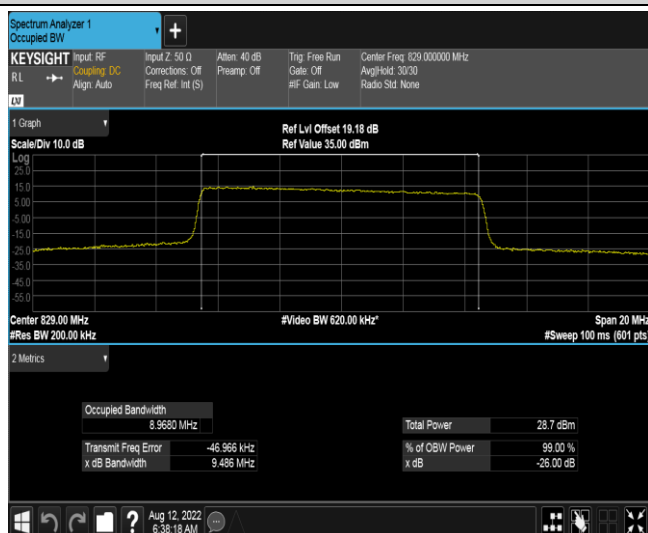 Spectrum Analyzer 1
Occupied BW
+
KEYSIGHT
RL
LXI
Input: RF
Coupling: DC
Align: Auto
Input Z: 50 Ω
Corrections: Off
Freq Ref: Int (S)
Atten: 40 dB
Preamp: Off
Trig: Free Run
Gate: Off
#IF Gain: Low
Center Freq: 829.000000 MHz
Avg|Hold: 30/30
Radio Std: None
1 Graph
Scale/Div 10.0 dB
Ref Lvl Offset 19.18 dB
Ref Value 35.00 dBm
Log
25.0
15.0
5.00
-5.00
-15.0
-25.0
-35.0
-45.0
-55.0
Center 829.00 MHz
#Res BW 200.00 kHz
#Video BW 620.00 kHz*
Span 20 MHz
#Sweep 100 ms (601 pts)
2 Metrics
Occupied Bandwidth
8.9680 MHz
Transmit Freq Error -46.966 kHz
x dB Bandwidth 9.486 MHz
Total Power 28.7 dBm
% of OBW Power 99.00 %
x dB -26.00 dB
?
Aug 12, 2022
6:38:18 AM